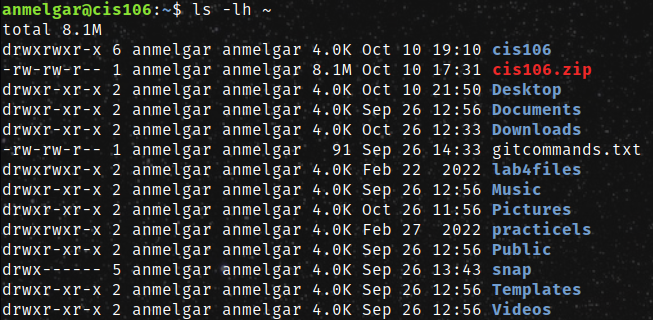 anmelgar@cis106:~$ ls -lh ~
total 8.1M
drwxrwxr-x 6 anmelgar anmelgar 4.0K Oct 10 19:10 cis106
-rw-rw-r-- 1 anmelgar anmelgar 8.1M Oct 10 17:31 cis106.zip
drwxr-xr-x 2 anmelgar anmelgar 4.0K Oct 10 21:50 Desktop
drwxr-xr-x 2 anmelgar anmelgar 4.0K Sep 26 12:56 Documents
drwxr-xr-x 2 anmelgar anmelgar 4.0K Oct 26 12:33 Downloads
-rw-rw-r-- 1 anmelgar anmelgar   91 Sep 26 14:33 gitcommands.txt
drwxrwxr-x 2 anmelgar anmelgar 4.0K Feb 22  2022 lab4files
drwxr-xr-x 2 anmelgar anmelgar 4.0K Sep 26 12:56 Music
drwxr-xr-x 2 anmelgar anmelgar 4.0K Oct 26 11:56 Pictures
drwxrwxr-x 2 anmelgar anmelgar 4.0K Feb 27  2022 practicels
drwxr-xr-x 2 anmelgar anmelgar 4.0K Sep 26 12:56 Public
drwx------ 5 anmelgar anmelgar 4.0K Sep 26 13:43 snap
drwxr-xr-x 2 anmelgar anmelgar 4.0K Sep 26 12:56 Templates
drwxr-xr-x 2 anmelgar anmelgar 4.0K Sep 26 12:56 Videos